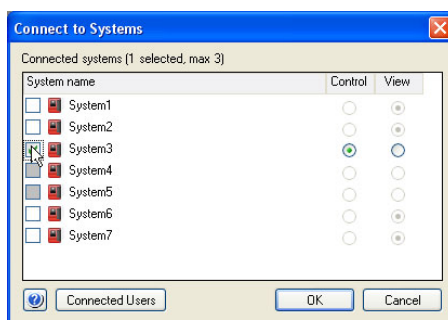 Connect to Systems
Connected systems (1 selected, max 3)
System name Control View
System1
System2
System3
System4
System5
System6
System7
? Connected Users OK Cancel